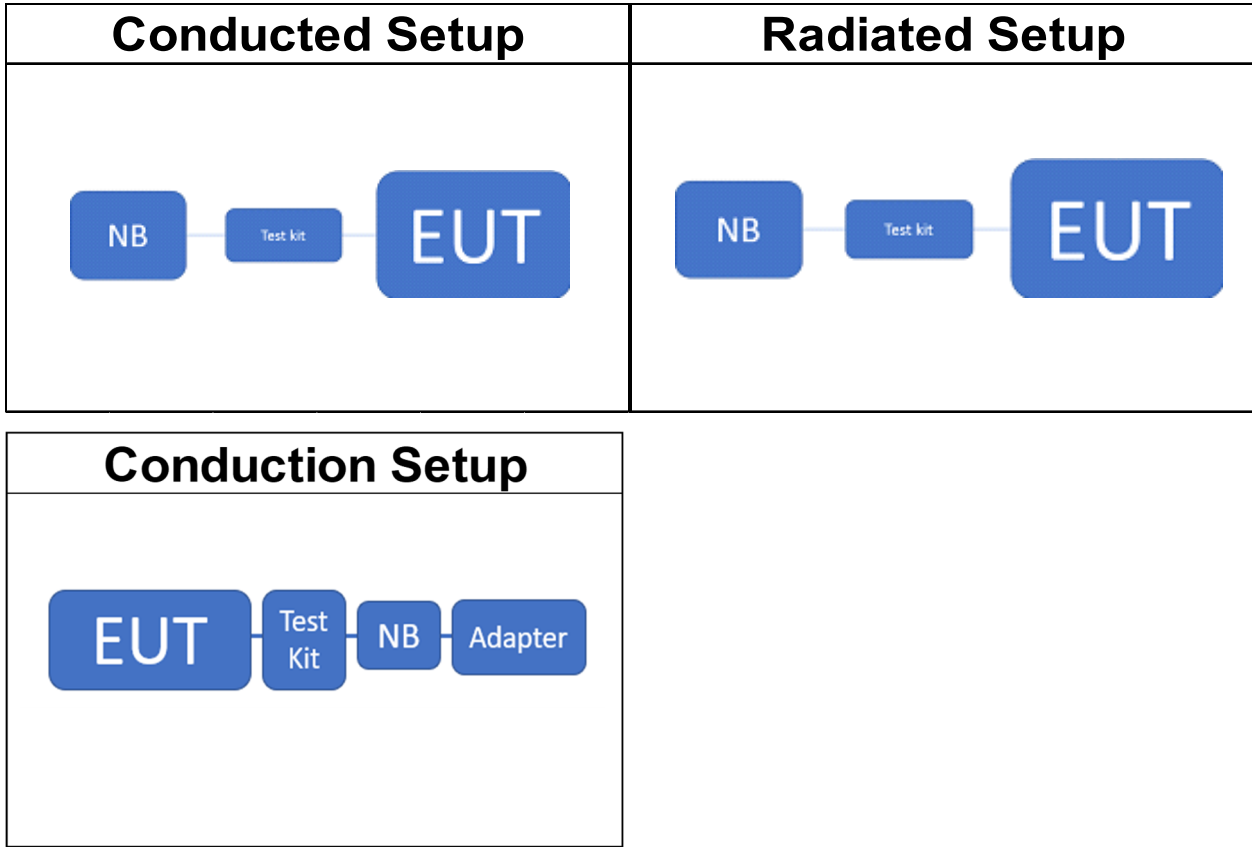 Conducted Setup
Radiated Setup
NB
Test kit
EUT
NB
Test kit
EUT
Conduction Setup
EUT
Test
Kit
NB
Adapter